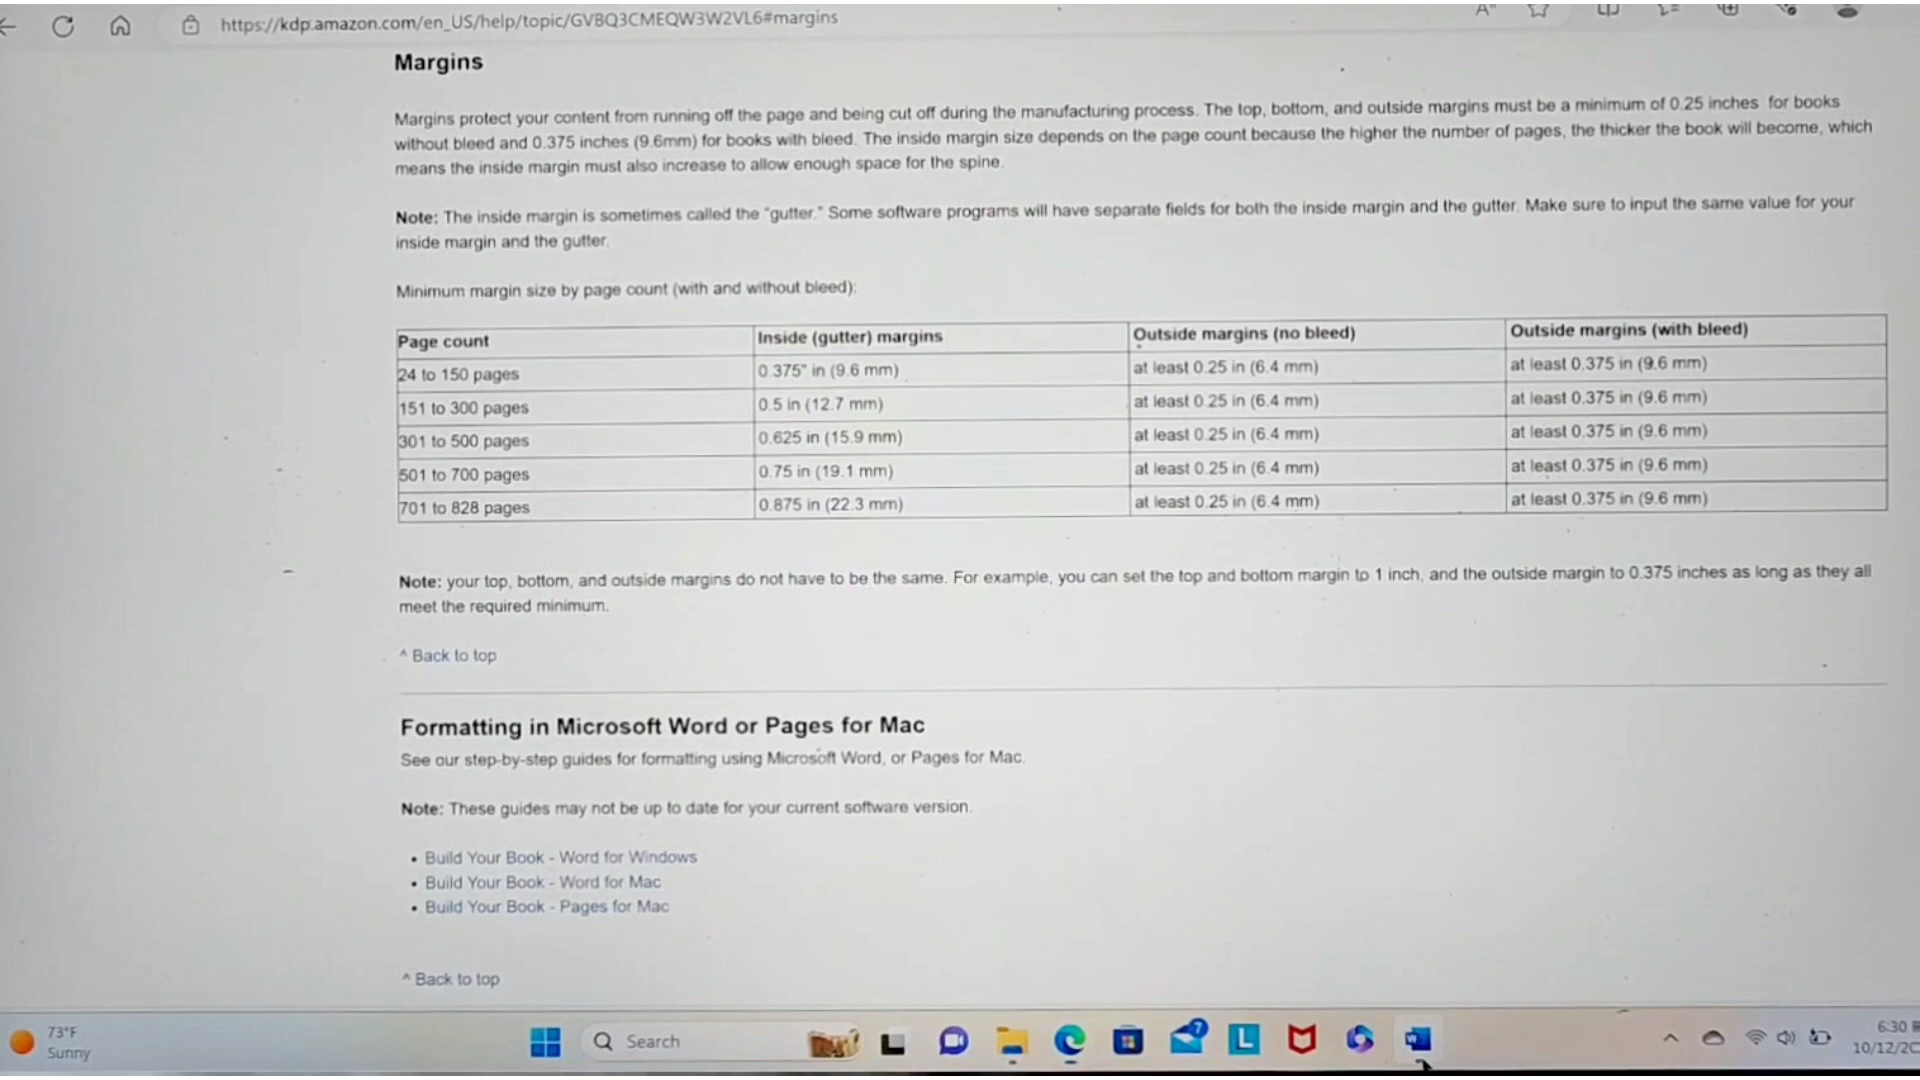 https://kdp.amazon.com/en_US/help/topic/GVBQ3CMEQW3W2VL6#margins
Margins
Margins protect your content from running off the page and being cut off during the manufacturing process. The top, bottom, and outside margins must be a minimum of 0.25 inches for books
without bleed and 0.375 inches (9.6mm) for books with bleed. The inside margin size depends on the page count because the higher the number of pages, the thicker the book will become, which
means the inside margin must also increase to allow enough space for the spine.
Note: The inside margin is sometimes called the "gutter." Some software programs will have separate fields for both the inside margin and the gutter. Make sure to input the same value for your
inside margin and the gutter.
Minimum margin size by page count (with and without bleed):
Page count Inside (gutter) margins Outside margins (no bleed) Outside margins (with bleed)
24 to 150 pages 0.375" in (9.6 mm) at least 0.25 in (6.4 mm) at least 0.375 in (9.6 mm)
151 to 300 pages 0.5 in (12.7 mm) at least 0.25 in (6.4 mm) at least 0.375 in (9.6 mm)
301 to 500 pages 0.625 in (15.9 mm) at least 0.25 in (6.4 mm) at least 0.375 in (9.6 mm)
501 to 700 pages 0.75 in (19.1 mm) at least 0.25 in (6.4 mm) at least 0.375 in (9.6 mm)
701 to 828 pages 0.875 in (22.3 mm) at least 0.25 in (6.4 mm) at least 0.375 in (9.6 mm)
Note: your top, bottom, and outside margins do not have to be the same. For example, you can set the top and bottom margin to 1 inch, and the outside margin to 0.375 inches as long as they all
meet the required minimum.
^ Back to top
Formatting in Microsoft Word or Pages for Mac
See our step-by-step guides for formatting using Microsoft Word, or Pages for Mac.
Note: These guides may not be up to date for your current software version.
• Build Your Book - Word for Windows
• Build Your Book - Word for Mac
• Build Your Book - Pages for Mac
^ Back to top
73°F
Sunny
Search
7
L
W
6:30
10/12/20